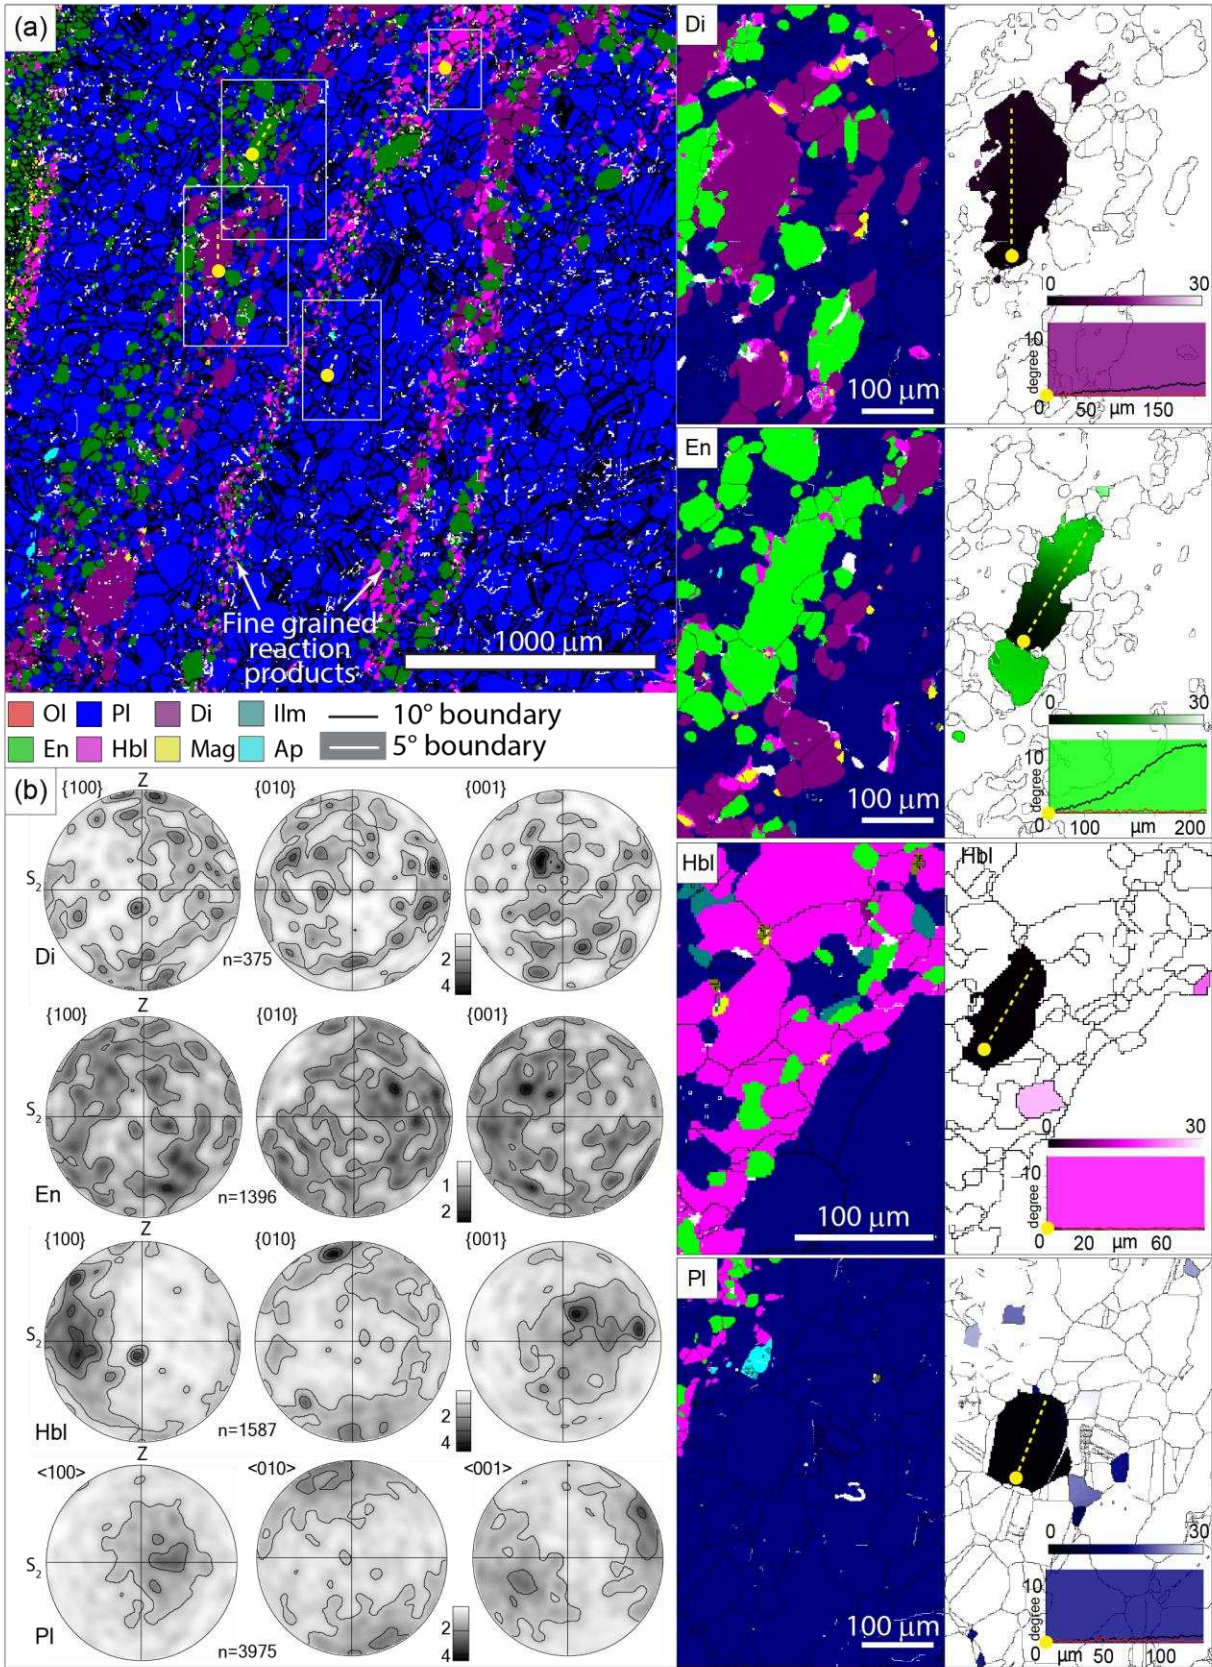 (a)
Fine grained
reaction
products
1000 µm
Ol Pl Di Ilm 10° boundary
En Hbl Mag Ap 5° boundary
(b)
{100} Z {010} {001}
S2
Di n=375 2 4
{100} {010} {001}
S2
En n=1396 1 2
{100} Z {010} {001}
S2
Hbl n=1587 2 4
<100> Z <010> <001>
S2
Pl n=3975 2 4
Di
100 µm
0 30
10
degree
0 50 µm 150
En
100 µm
0 30
10
degree
0 100 µm 200
Hbl
100 µm
Hbl
0 30
10
degree
0 20 µm 60
Pl
100 µm
0 30
10
degree
0 µm 50 100